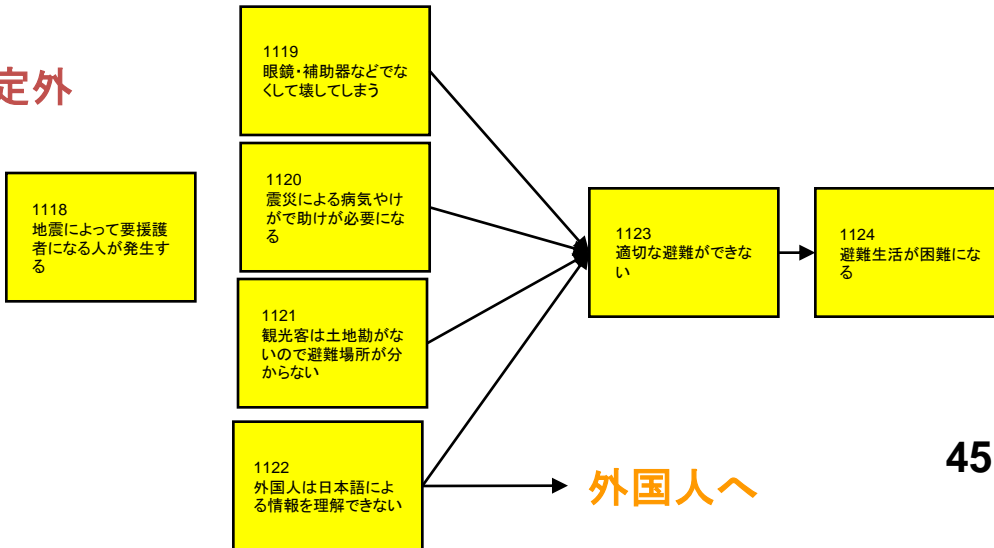 定外
1118
地震によって要援護
者になる人が発生す
る
1119
眼鏡・補助器などでな
くして壊してしまう
1120
震災による病気やけ
がで助けが必要にな
る
1121
観光客は土地勘がな
いので避難場所が分
からない
1122
外国人は日本語によ
る情報を理解できない
1123
適切な避難ができな
い
1124
避難生活が困難にな
る
外国人へ
45